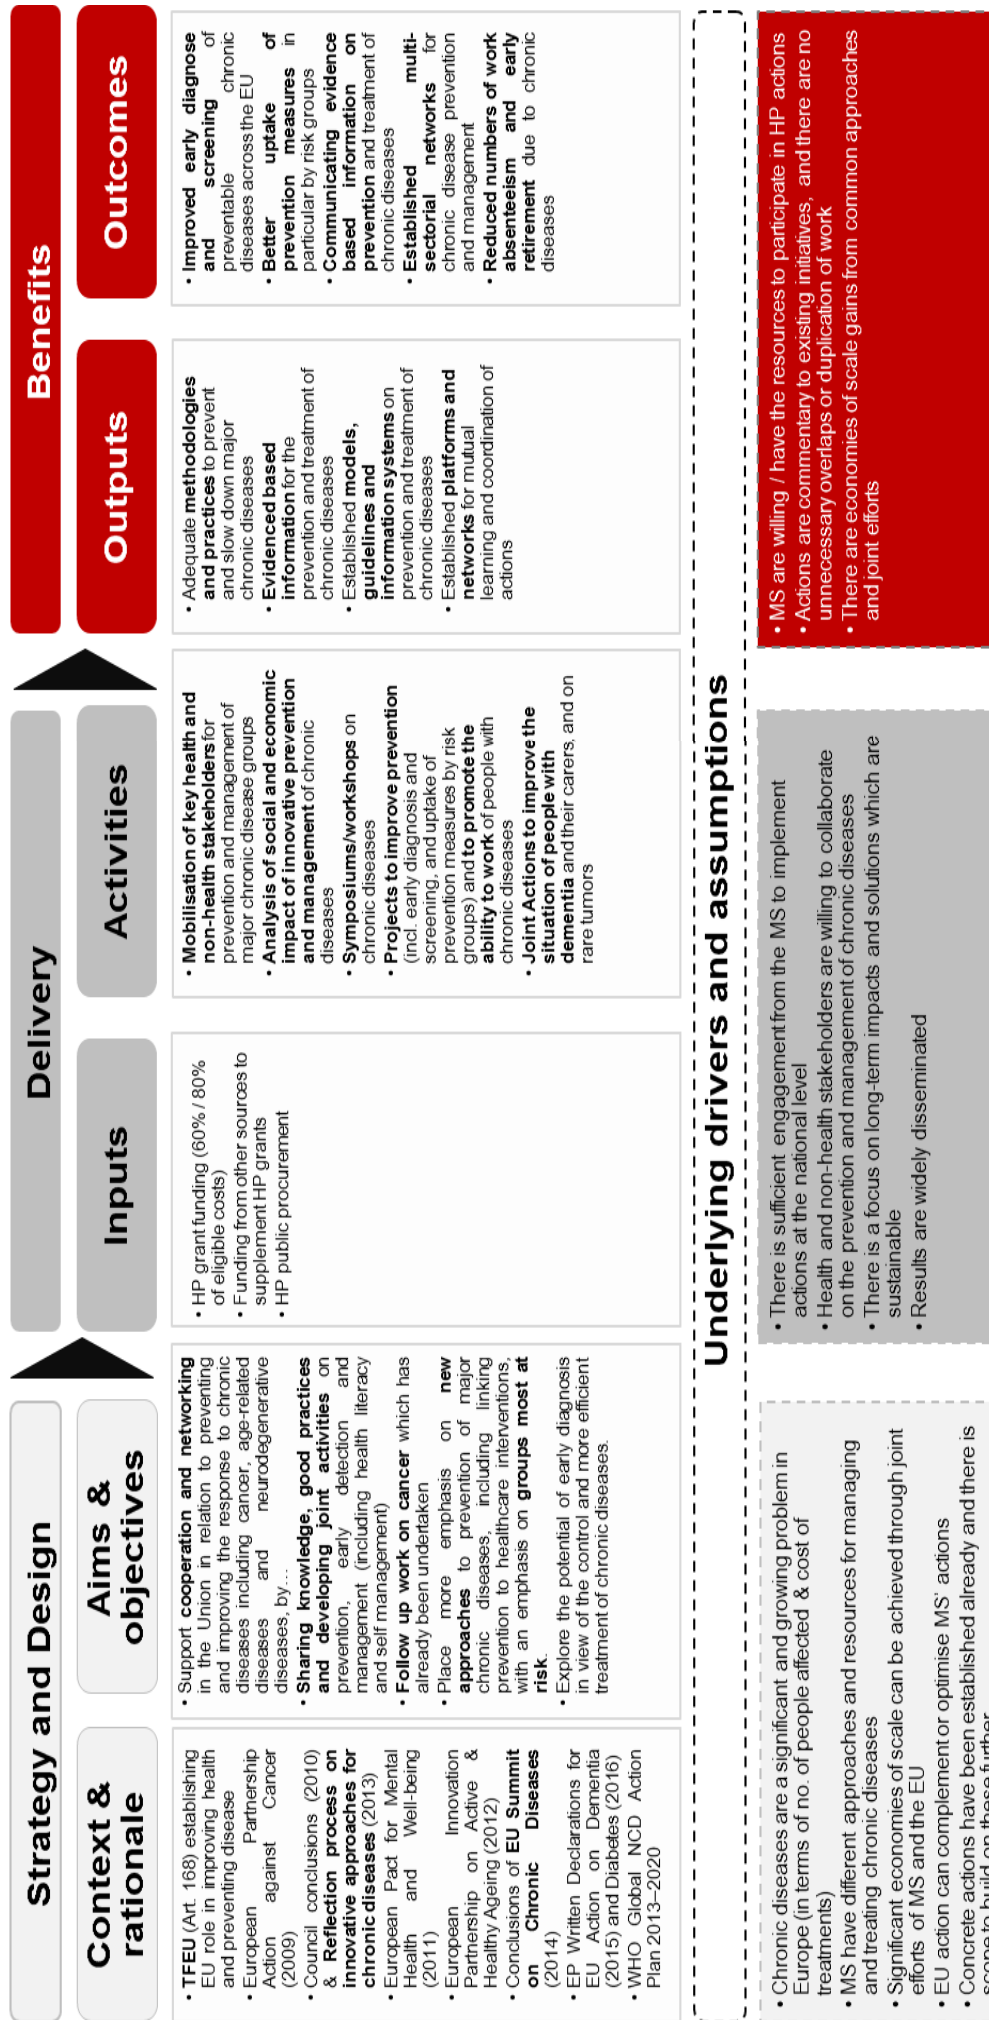 Strategy and Design
Delivery
Benefits
Context &
rationale
Aims &
objectives
Inputs
Activities
Outputs
Outcomes
• TFEU (Art. 168) establishing
EU role in improving health
and preventing disease
• European Partnership
Action against Cancer
(2009)
• Council conclusions (2010)
& Reflection process on
innovative approaches for
chronic diseases (2013)
• European Pact for Mental
Health and Well-being
(2011)
• European Innovation
Partnership on Active &
Healthy Ageing (2012)
• Conclusions of EU Summit
on Chronic Diseases
(2014)
• EP Written Declarations for
EU Action on Dementia
(2015) and Diabetes (2016)
• WHO Global NCD Action
Plan 2013–2020
• Support cooperation and networking
in the Union in relation to preventing
and improving the response to chronic
diseases including cancer, age-related
diseases and neurodegenerative
diseases, by…
• Sharing knowledge, good practices
and developing joint activities on
prevention, early detection and
management (including health literacy
and self management)
• Follow up work on cancer which has
already been undertaken
• Place more emphasis on new
approaches to prevention of major
chronic diseases, including linking
prevention to healthcare interventions,
with an emphasis on groups most at
risk.
• Explore the potential of early diagnosis
in view of the control and more efficient
treatment of chronic diseases.
• HP grant funding (60% / 80%
of eligible costs)
• Funding from other sources to
supplement HP grants
• HP public procurement
• Mobilisation of key health and
non-health stakeholders for
prevention and management of
major chronic disease groups
• Analysis of social and economic
impact of innovative prevention
and management of chronic
diseases
• Symposiums/workshops on
chronic diseases
• Projects to improve prevention
(incl. early diagnosis and
screening, and uptake of
prevention measures by risk
groups) and to promote the
ability to work of people with
chronic diseases
• Joint Actions to improve the
situation of people with
dementia and their carers, and on
rare tumors
• Adequate methodologies
and practices to prevent
and slow down major
chronic diseases
• Evidenced based
information for the
prevention and treatment of
chronic diseases
• Established models,
guidelines and
information systems on
prevention and treatment of
chronic diseases
• Established platforms and
networks for mutual
learning and coordination of
actions
• Improved early diagnose
and screening of
preventable chronic
diseases across the EU
• Better uptake of
prevention measures in
particular by risk groups
• Communicating evidence
based information on
prevention and treatment of
chronic diseases
• Established multi-
sectorial networks for
chronic disease prevention
and management
• Reduced numbers of work
absenteeism and early
retirement due to chronic
diseases
Underlying drivers and assumptions
• Chronic diseases are a significant and growing problem in
Europe (in terms of no. of people affected & cost of
treatments)
• MS have different approaches and resources for managing
and treating chronic diseases
• Significant economies of scale can be achieved through joint
efforts of MS and the EU
• EU action can complement or optimise MS' actions
• Concrete actions have been established already and there is
scope to build on these further
• There is sufficient engagement from the MS to implement
actions at the national level
• Health and non-health stakeholders are willing to collaborate
on the prevention and management of chronic diseases
• There is a focus on long-term impacts and solutions which are
sustainable
• Results are widely disseminated
• MS are willing / have the resources to participate in HP actions
• Actions are commentary to existing initiatives, and there are no
unnecessary overlaps or duplication of work
• There are economies of scale gains from common approaches
and joint efforts